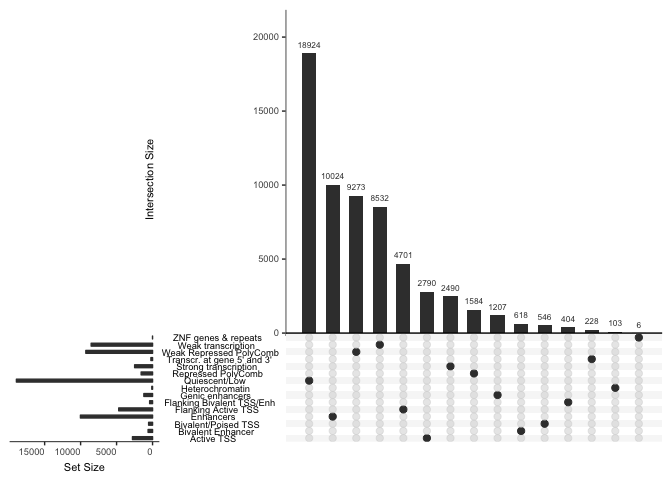 20000
18924
15000
Intersection Size
10024
10000
9273
8532
5000
4701
2790
2490
1584
1207
618
546
404
228
103
6
0
ZNF genes & repeats
Weak transcription
Weak Repressed PolyComb
Transcr. at gene 5' and 3'
Strong transcription
Repressed PolyComb
Quiescent/Low
Heterochromatin
Genic enhancers
Flanking Bivalent TSS/Enh
Flanking Active TSS
Enhancers
Bivalent/Poised TSS
Bivalent Enhancer
Active TSS
15000 10000 5000 0
Set Size